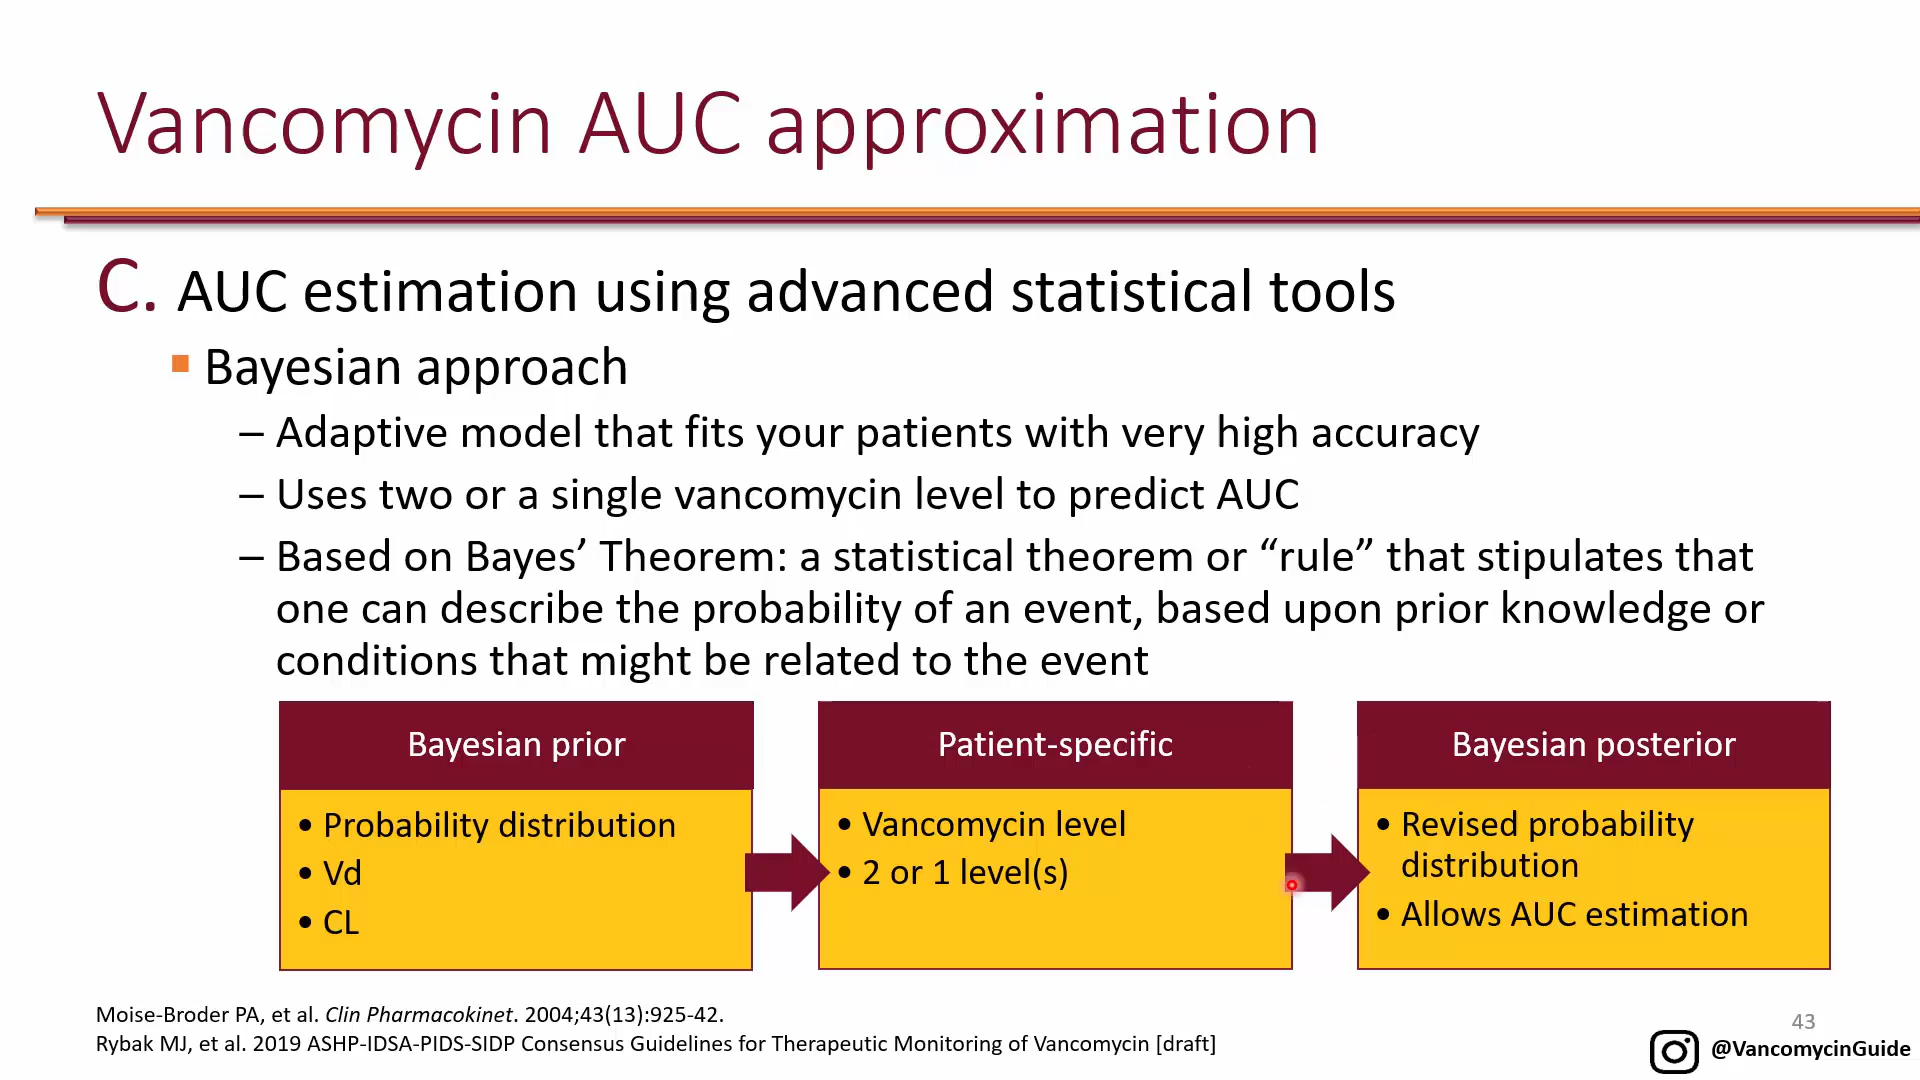 Vancomycin AUC approximation
C. AUC estimation using advanced statistical tools
▪ Bayesian approach
– Adaptive model that fits your patients with very high accuracy
– Uses two or a single vancomycin level to predict AUC
– Based on Bayes’ Theorem: a statistical theorem or “rule” that stipulates that
one can describe the probability of an event, based upon prior knowledge or
conditions that might be related to the event
Bayesian prior
• Probability distribution
• Vd
• CL
Patient-specific
• Vancomycin level
• 2 or 1 level(s)
Bayesian posterior
• Revised probability
distribution
• Allows AUC estimation
Moise-Broder PA, et al. Clin Pharmacokinet. 2004;43(13):925-42.
Rybak MJ, et al. 2019 ASHP-IDSA-PIDS-SIDP Consensus Guidelines for Therapeutic Monitoring of Vancomycin [draft]
43
@VancomycinGuide